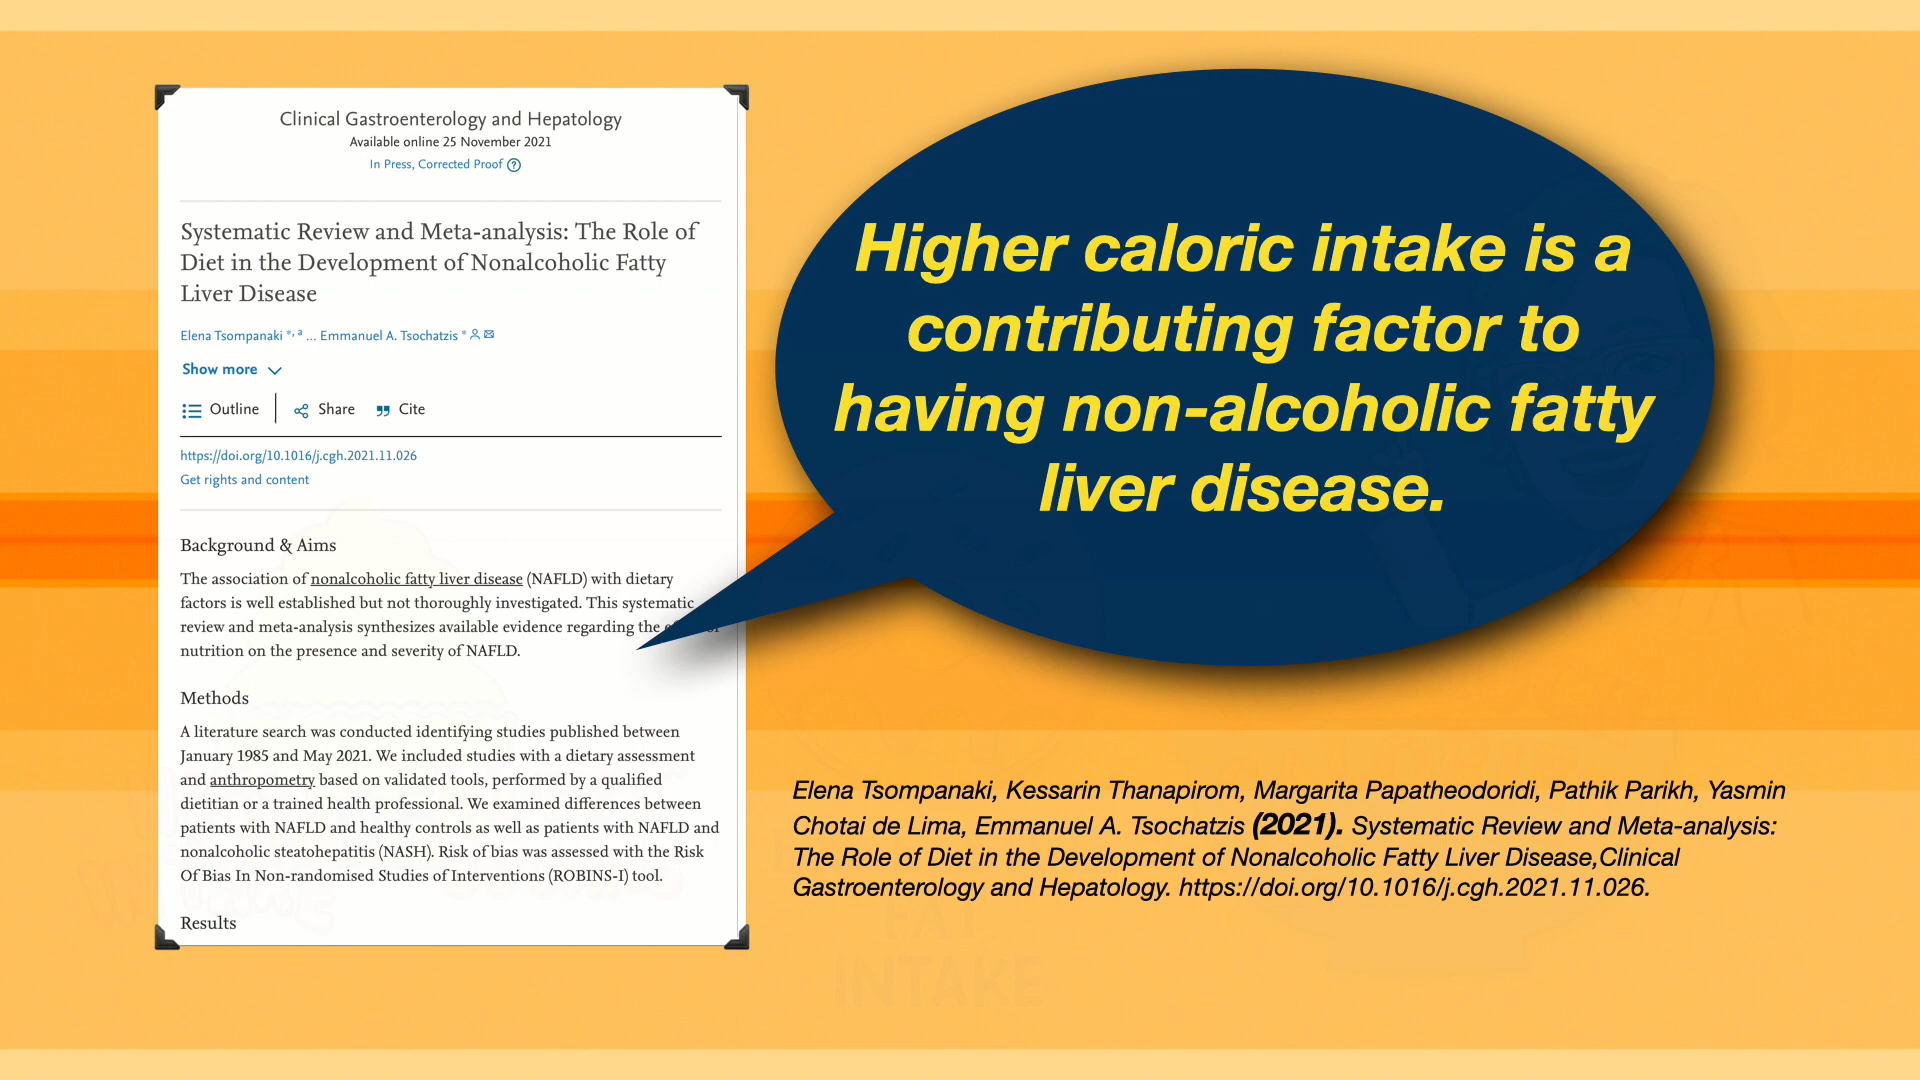 Clinical Gastroenterology and Hepatology
Available online 25 November 2021
In Press, Corrected Proof ?
Systematic Review and Meta-analysis: The Role of
Diet in the Development of Nonalcoholic Fatty
Liver Disease
Elena Tsompanaki *, a ... Emmanuel A. Tsochatzis *
Show more
Outline | Share Cite
https://doi.org/10.1016/j.cgh.2021.11.026
Get rights and content
Background & Aims
The association of nonalcoholic fatty liver disease (NAFLD) with dietary
factors is well established but not thoroughly investigated. This systematic
review and meta-analysis synthesizes available evidence regarding the
nutrition on the presence and severity of NAFLD.
Methods
A literature search was conducted identifying studies published between
January 1985 and May 2021. We included studies with a dietary assessment
and anthropometry based on validated tools, performed by a qualified
dietitian or a trained health professional. We examined differences between
patients with NAFLD and healthy controls as well as patients with NAFLD and
nonalcoholic steatohepatitis (NASH). Risk of bias was assessed with the Risk
Of Bias In Non-randomised Studies of Interventions (ROBINS-I) tool.
Results
Higher caloric intake is a
contributing factor to
having non-alcoholic fatty
liver disease.
Elena Tsompanaki, Kessarin Thanapirom, Margarita Papatheodoridi, Pathik Parikh, Yasmin
Chotai de Lima, Emmanuel A. Tsochatzis (2021). Systematic Review and Meta-analysis:
The Role of Diet in the Development of Nonalcoholic Fatty Liver Disease,Clinical
Gastroenterology and Hepatology. https://doi.org/10.1016/j.cgh.2021.11.026.
FAT
INTAKE